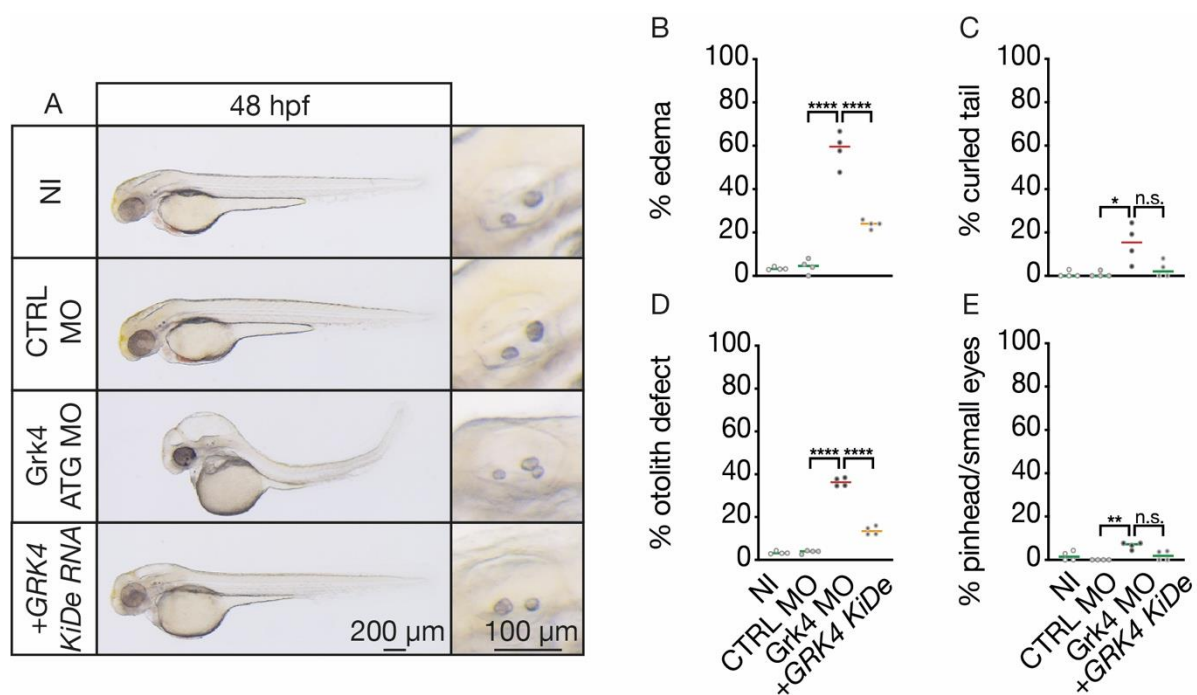 A
48 hpf
NI
CTRL
MO
Grk4
ATG MO
+GRK4
KiDe RNA
200 µm
100 µm
B
% edema
100
80
60
40
20
0
**** ****
C
% curled tail
100
80
60
40
20
0
* n.s.
D
% otolith defect
100
80
60
40
20
0
**** ****
NI
CTRL MO
Grk4 MO
+GRK4 KiDe
E
% pinhead/small eyes
100
80
60
40
20
0
** n.s.
NI
CTRL MO
Grk4 MO
+GRK4 KiDe